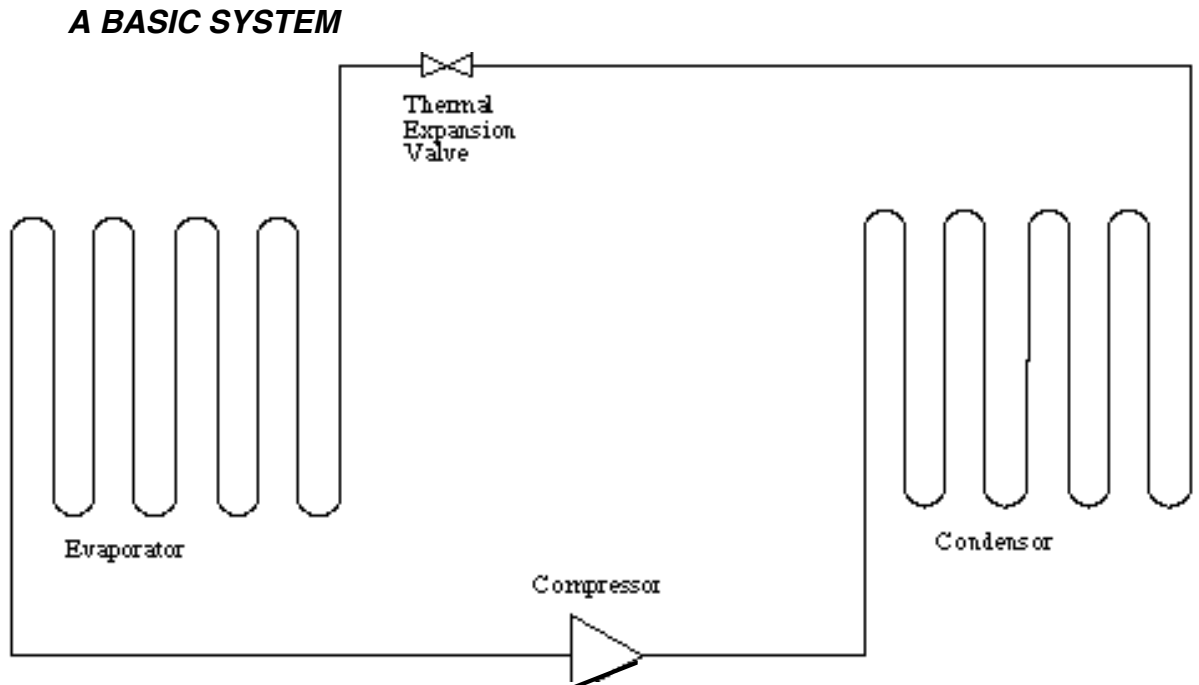 A BASIC SYSTEM
Thermal
Expansion
Valve
Evaporator
Condensor
Compressor